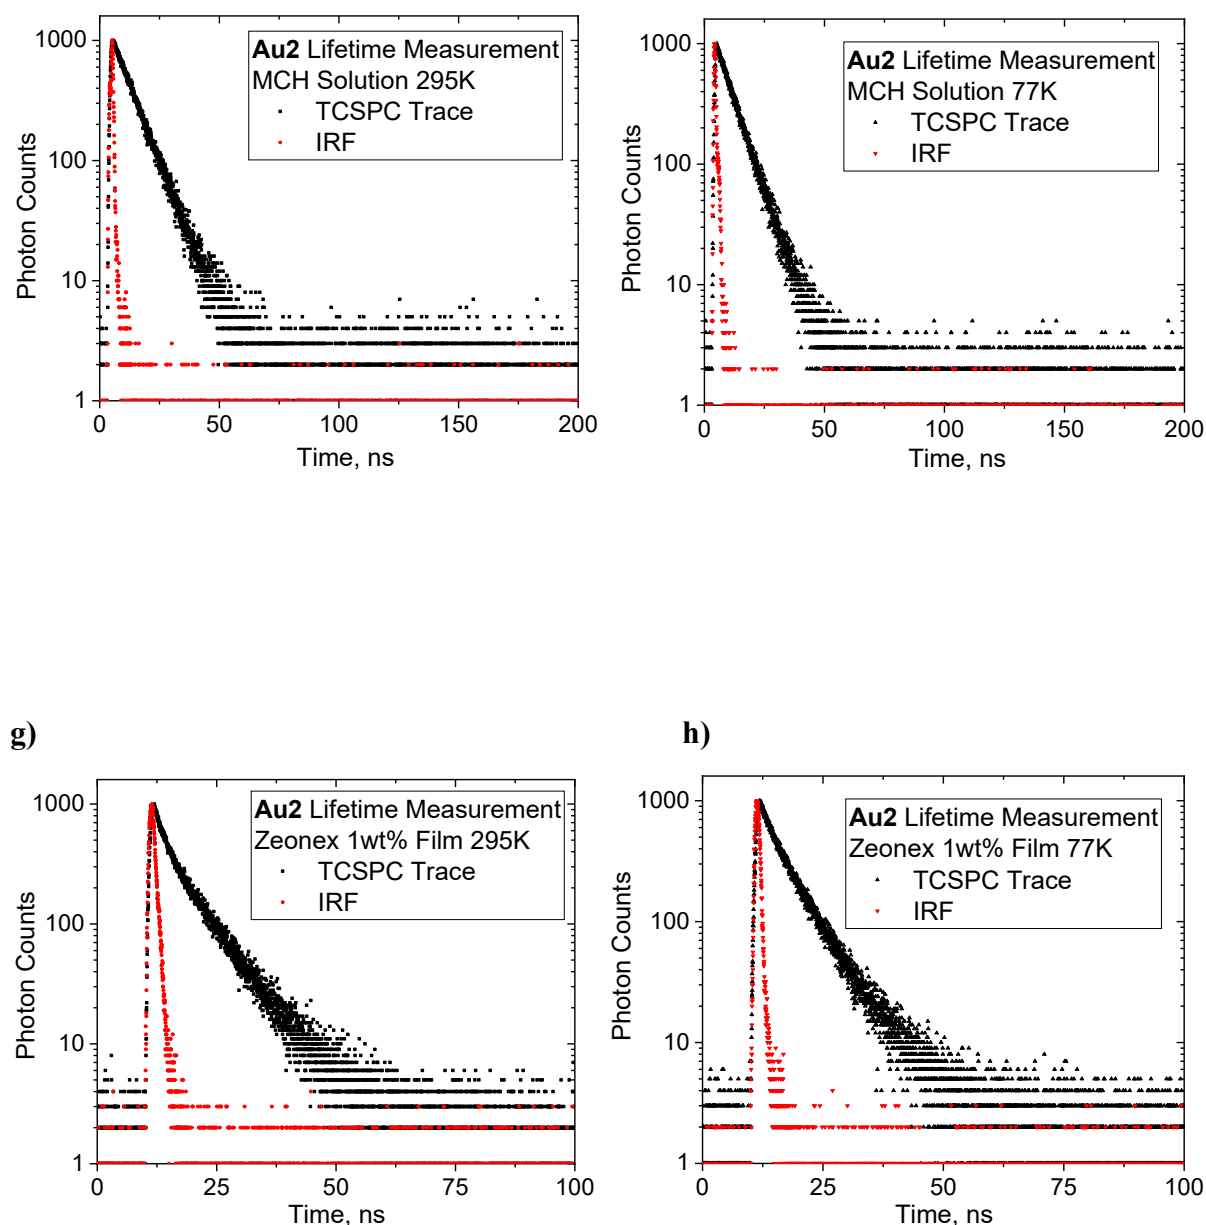 Au2 Lifetime Measurement
MCH Solution 295K
TCSPC Trace
IRF
1000
100
10
1
Photon Counts
0 50 100 150 200
Time, ns
Au2 Lifetime Measurement
MCH Solution 77K
TCSPC Trace
IRF
1000
100
10
1
Photon Counts
0 50 100 150 200
Time, ns
g)
Au2 Lifetime Measurement
Zeonex 1wt% Film 295K
TCSPC Trace
IRF
1000
100
10
1
Photon Counts
0 25 50 75 100
Time, ns
h)
Au2 Lifetime Measurement
Zeonex 1wt% Film 77K
TCSPC Trace
IRF
1000
100
10
1
Photon Counts
0 25 50 75 100
Time, ns